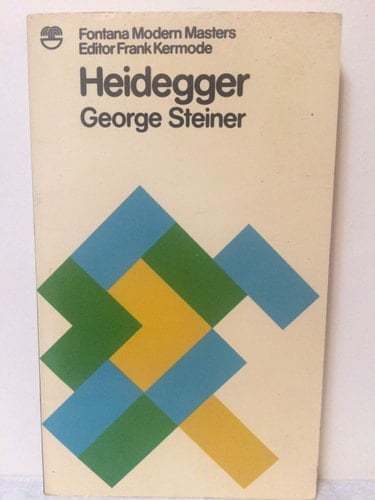 Fontana Modern Masters
Editor Frank Kermode
Heidegger
George Steiner